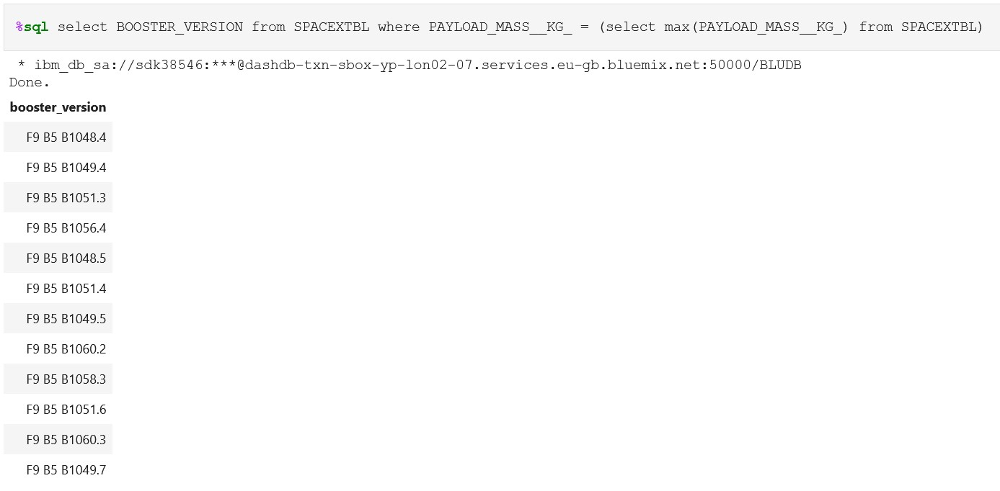 %sql select BOOSTER_VERSION from SPACEXTBL where PAYLOAD_MASS__KG_ = (select max(PAYLOAD_MASS__KG_) from SPACEXTBL)
* ibm_db_sa://sdk38546:***@dashdb-txn-sbox-yp-lon02-07.services.eu-gb.bluemix.net:50000/BLUDB
Done.
booster_version
F9 B5 B1048.4
F9 B5 B1049.4
F9 B5 B1051.3
F9 B5 B1056.4
F9 B5 B1048.5
F9 B5 B1051.4
F9 B5 B1049.5
F9 B5 B1060.2
F9 B5 B1058.3
F9 B5 B1051.6
F9 B5 B1060.3
F9 B5 B1049.7